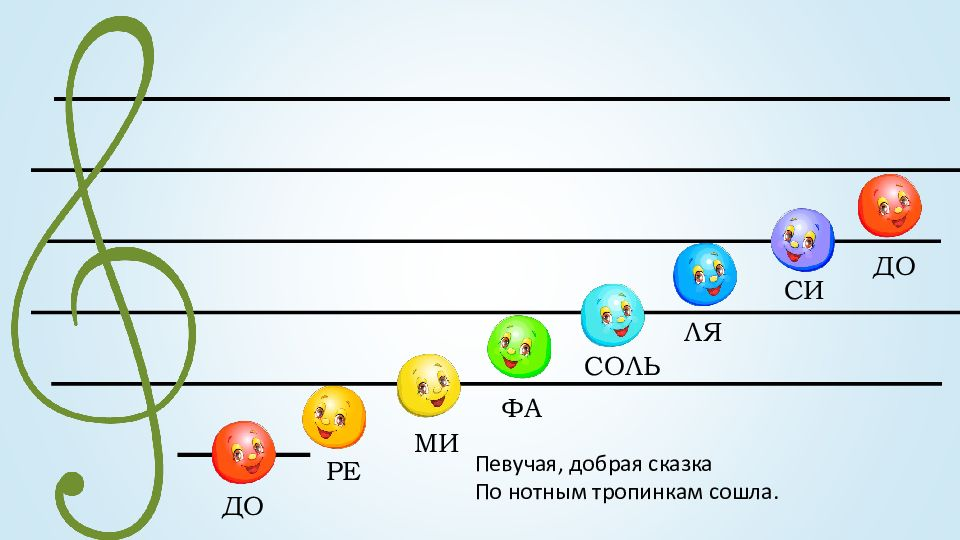 ДО
РЕ
МИ
ФА
СОЛЬ
ЛЯ
СИ
ДО
Певучая, добрая сказка
По нотным тропинкам сошла.